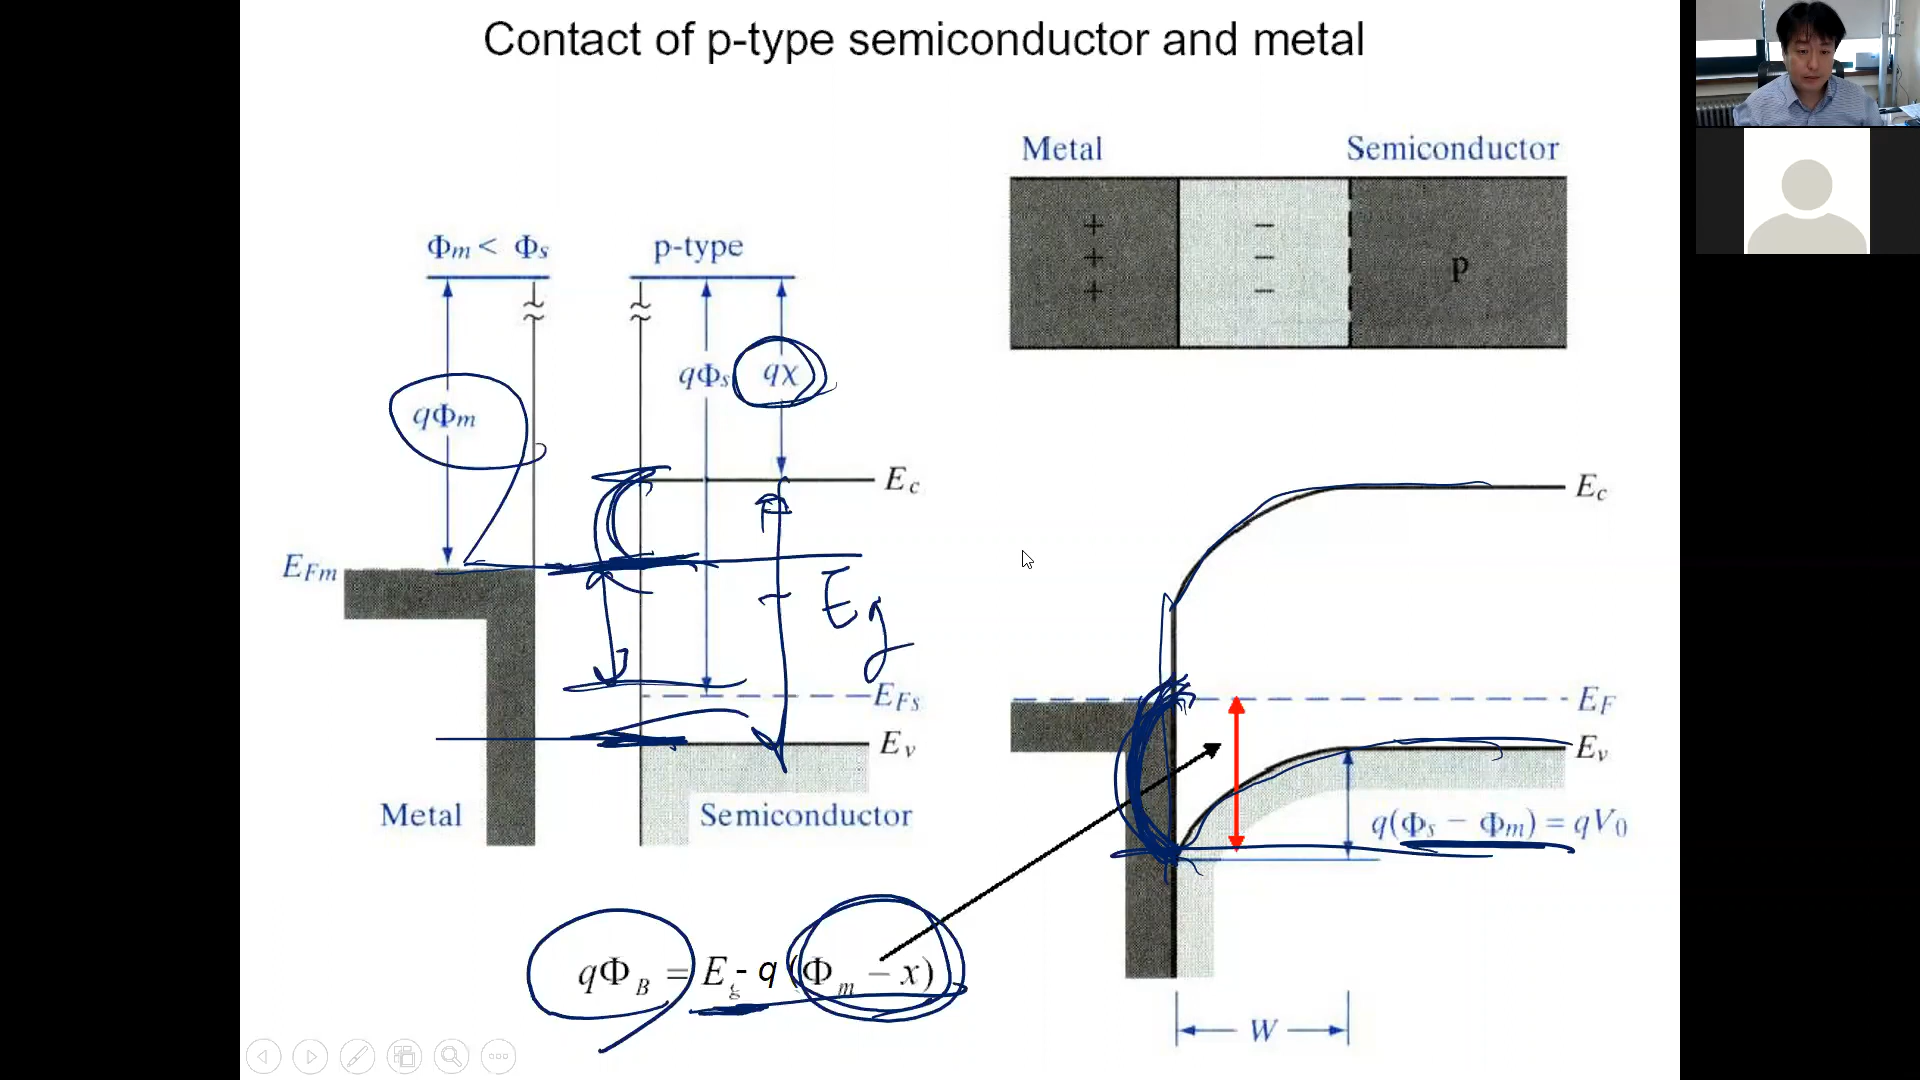 Contact of p-type semiconductor and metal
Metal
Semiconductor
+
+
+
−
−
−
p
Φm < Φs
p-type
qΦm
qΦs
qχ
Ec
EFm
Eg
EFs
Ev
Metal
Semiconductor
Ec
EF
Ev
q(Φs − Φm) = qV0
qΦB = Eg - q (Φm − x)
W